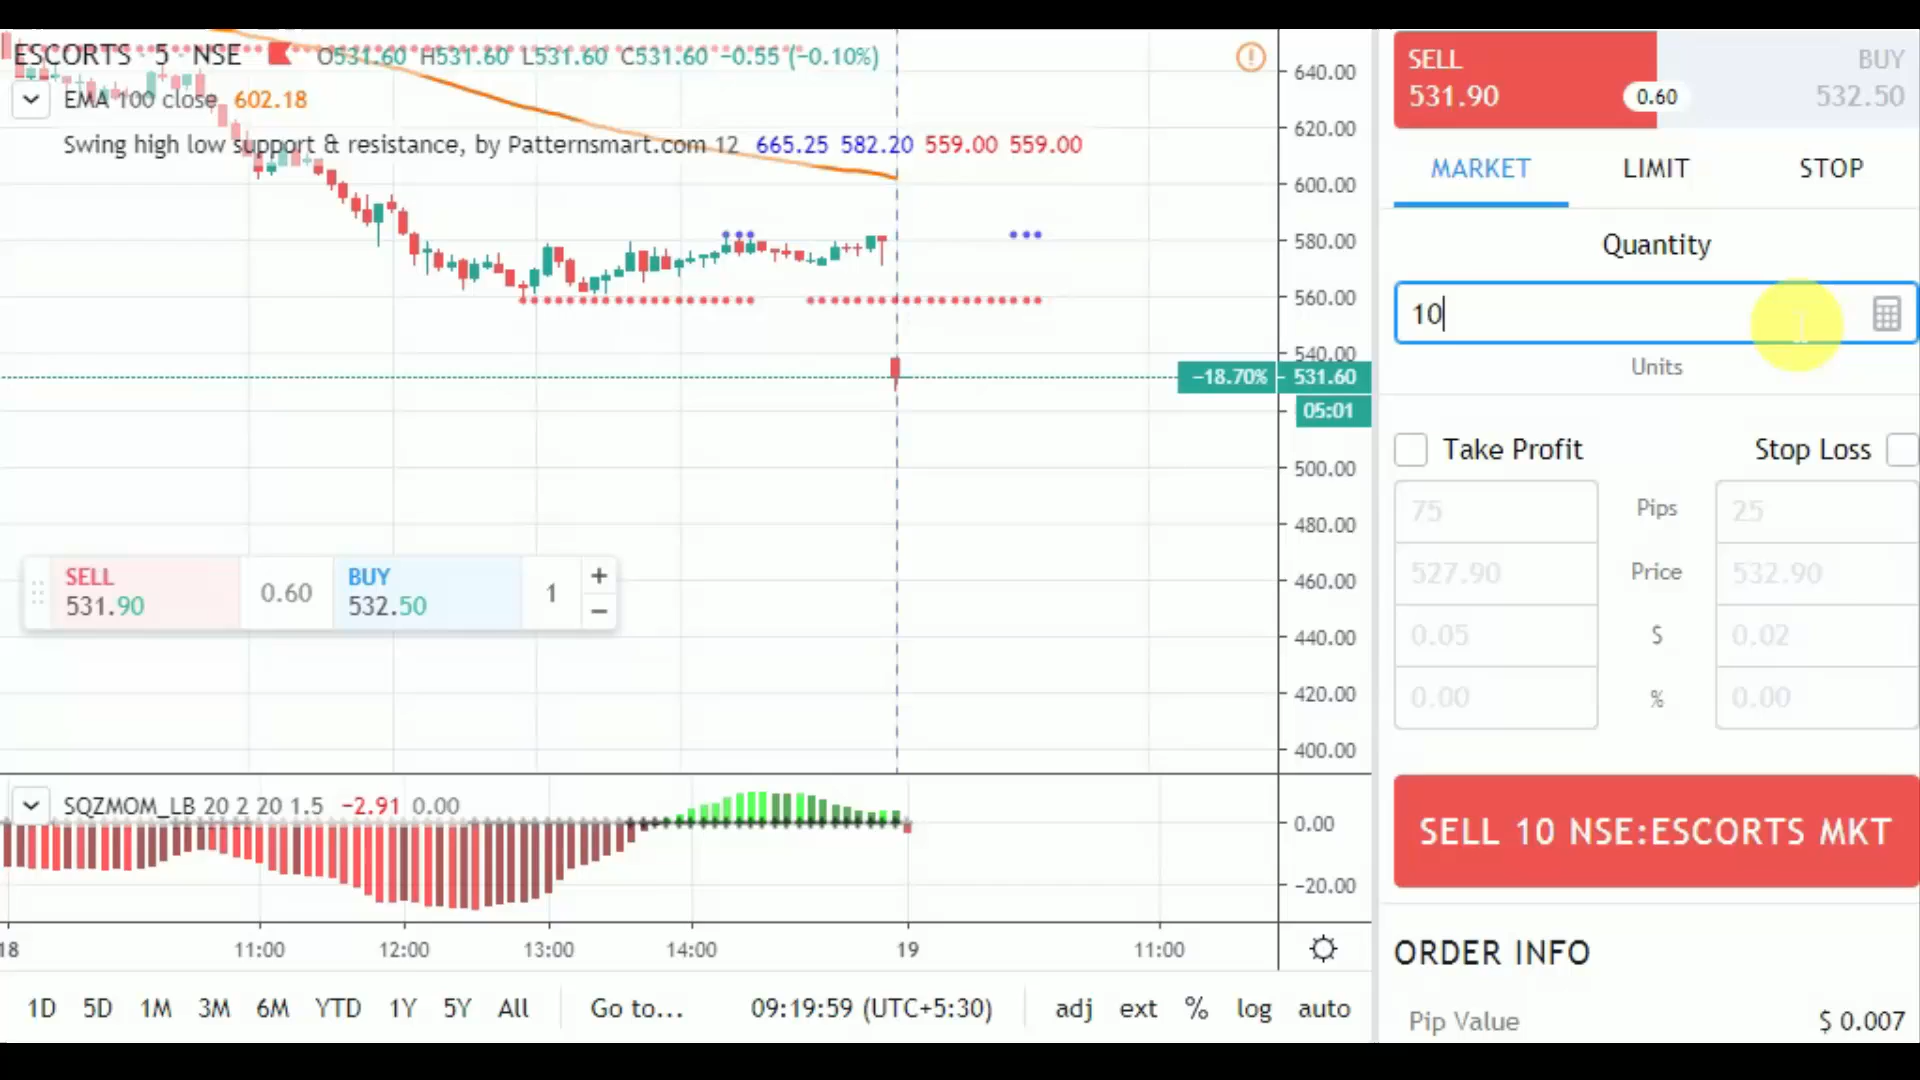 ESCORTS · 5 · NSE O531.60 H531.60 L531.60 C531.60 −0.55 (−0.10%)
EMA 100 close 602.18
Swing high low support & resistance, by Patternsmart.com 12 665.25 582.20 559.00 559.00
640.00
620.00
600.00
580.00
560.00
540.00
−18.70% 531.60
05:01
500.00
480.00
460.00
440.00
420.00
400.00
SELL
531.90
0.60
BUY
532.50
1
+
−
SQZMOM_LB 20 2 20 1.5 −2.91 0.00
0.00
−20.00
18 11:00 12:00 13:00 14:00 19 11:00
1D 5D 1M 3M 6M YTD 1Y 5Y All Go to... 09:19:59 (UTC+5:30) adj ext % log auto
SELL
531.90
0.60
BUY
532.50
MARKET LIMIT STOP
Quantity
10
Units
Take Profit Stop Loss
75 Pips 25
527.90 Price 532.90
0.05 $ 0.02
0.00 % 0.00
SELL 10 NSE:ESCORTS MKT
ORDER INFO
Pip Value $ 0.007